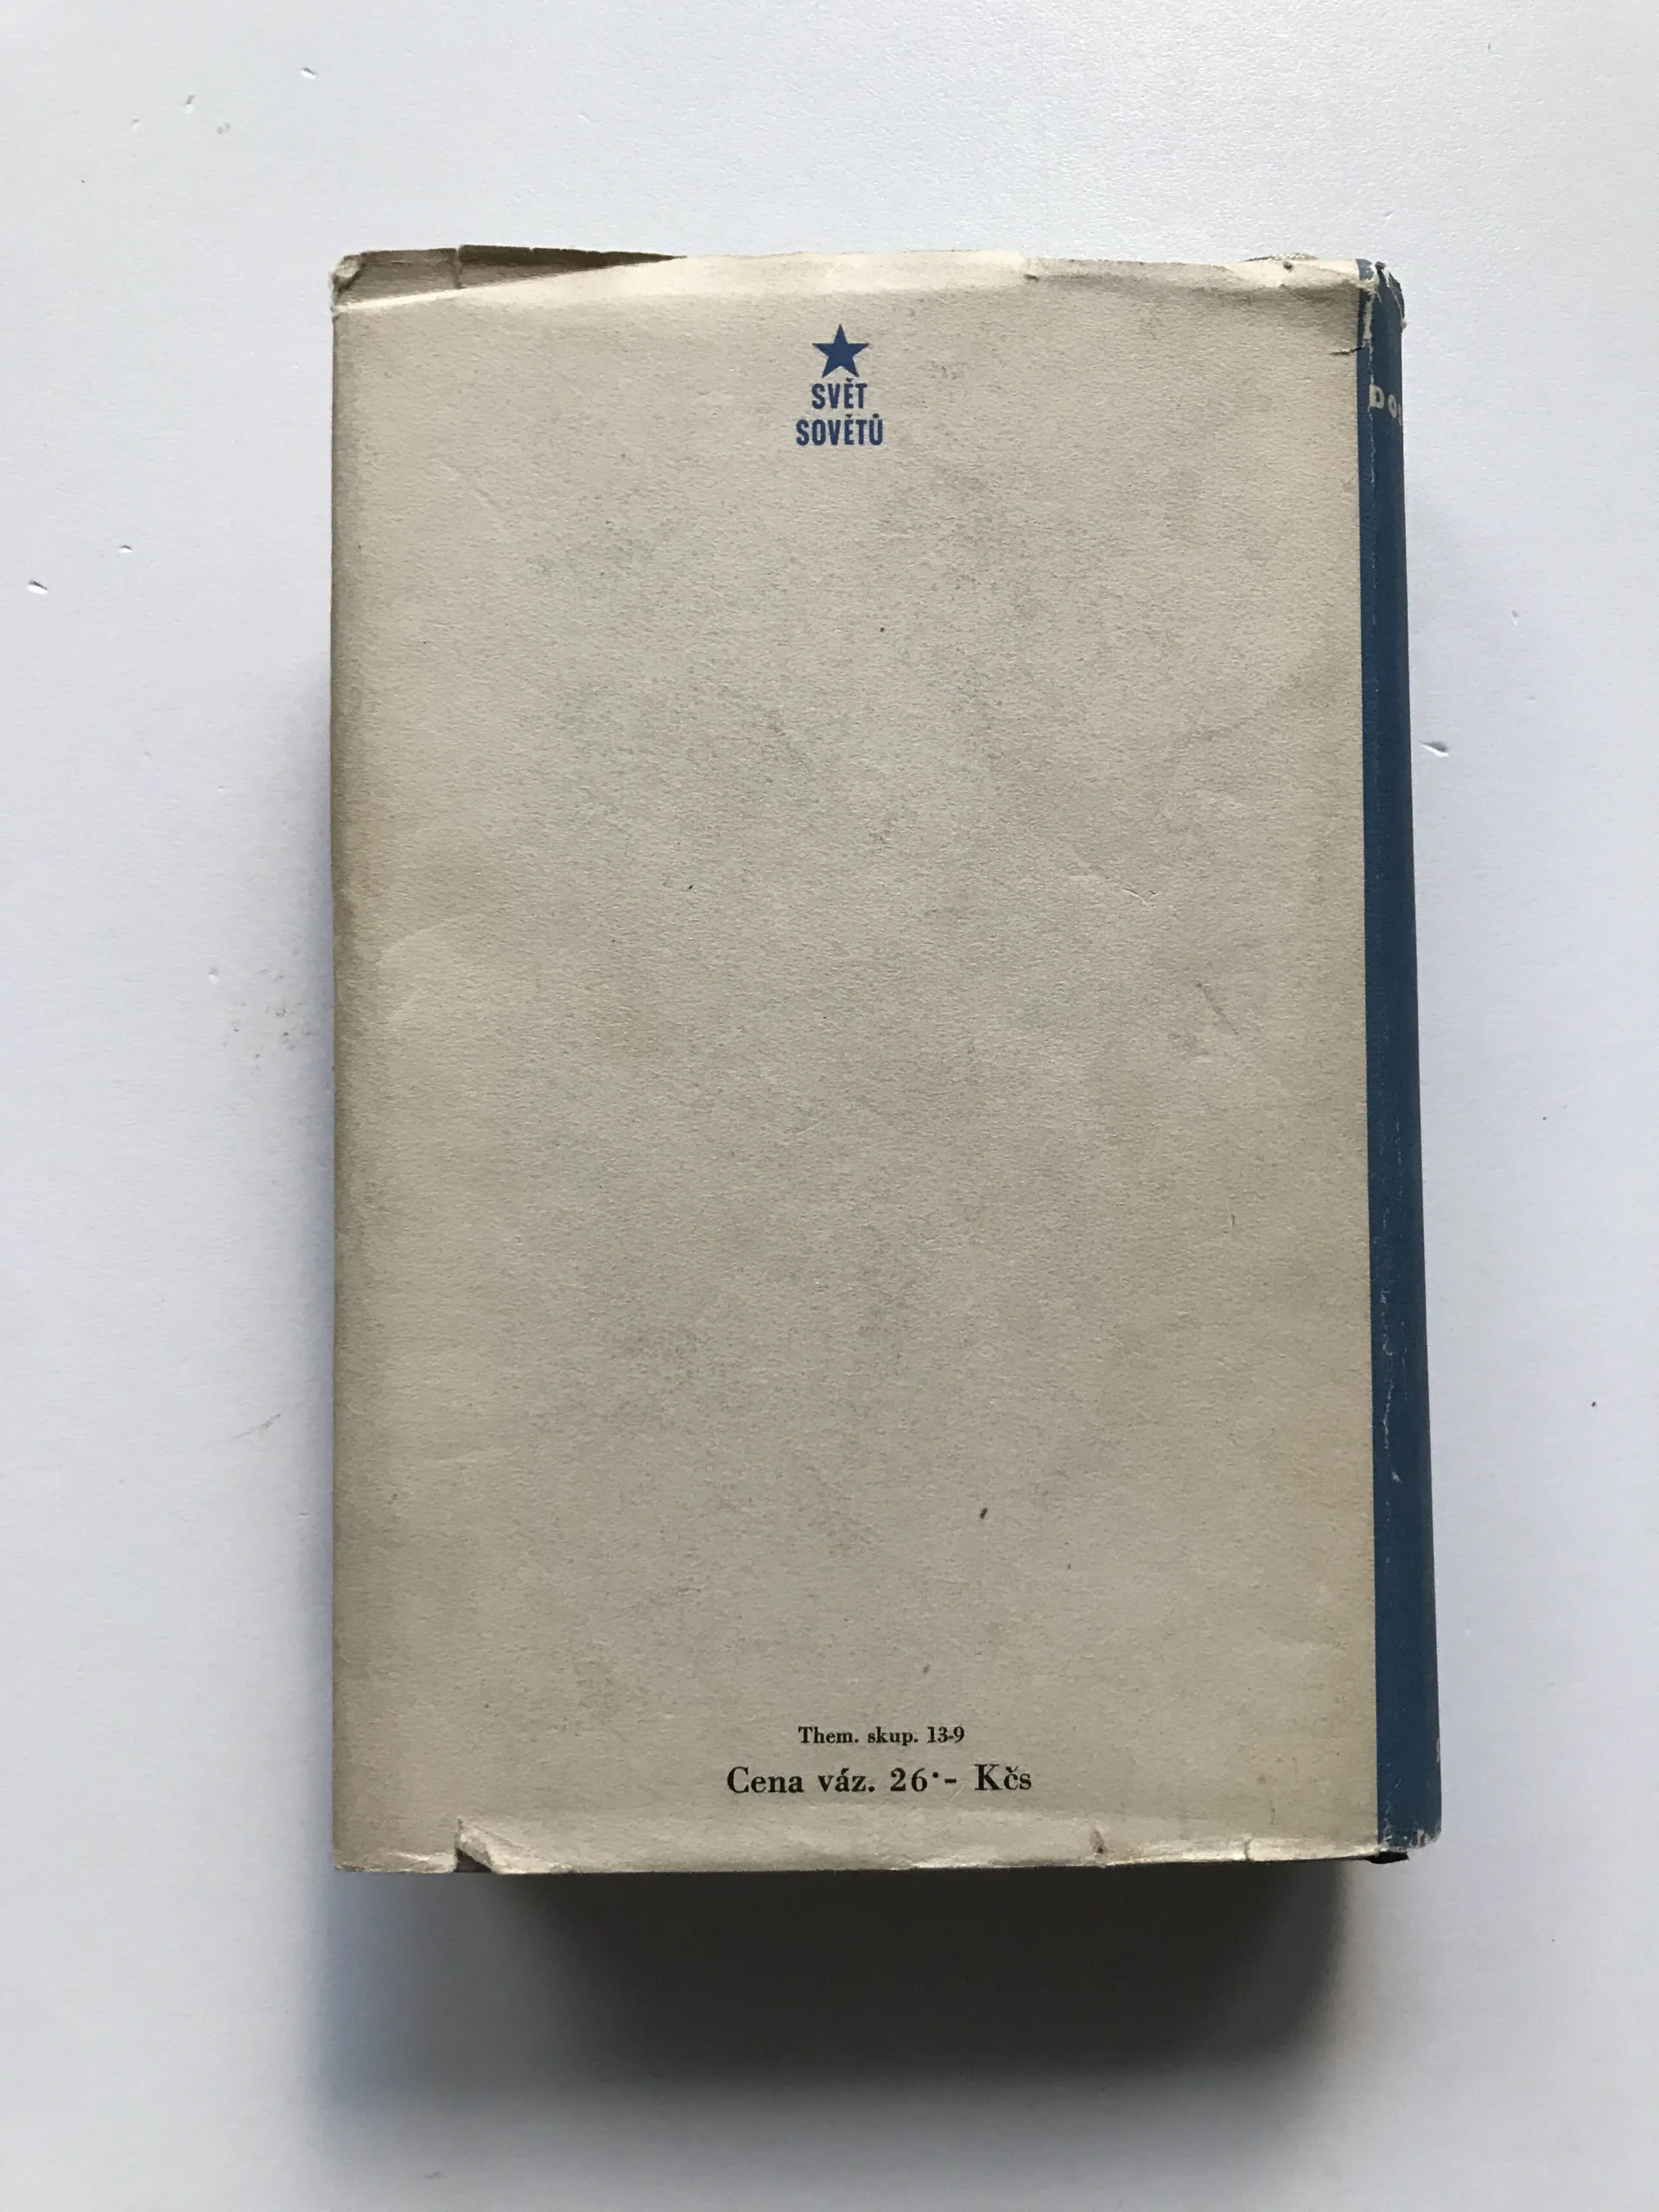 SVĚT
SOVĚTŮ
Them. skup. 13-9
Cena váz. 26·- Kčs